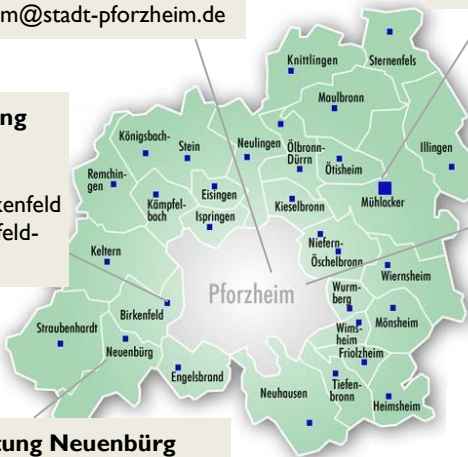 m@stadt-pforzheim.de
ng
kenfeld
feld-
Knittlingen
Sternenfels
Maulbronn
Königsbach-
Stein
Neulingen
Ölbronn-
Dürrn
Ötisheim
Illingen
Remchin-
gen
Kämpfel-
bach
Eisingen
Ispringen
Kieselbronn
Mühlacker
Keltern
Niefern-
Öschelbronn
Wiernsheim
Pforzheim
Wurm-
berg
Birkenfeld
Straubenhardt
Neuenbürg
Wims-
heim
Mönsheim
Friolzheim
Engelsbrand
Neuhausen
Tiefen-
bronn
Heimsheim
tung Neuenbürg